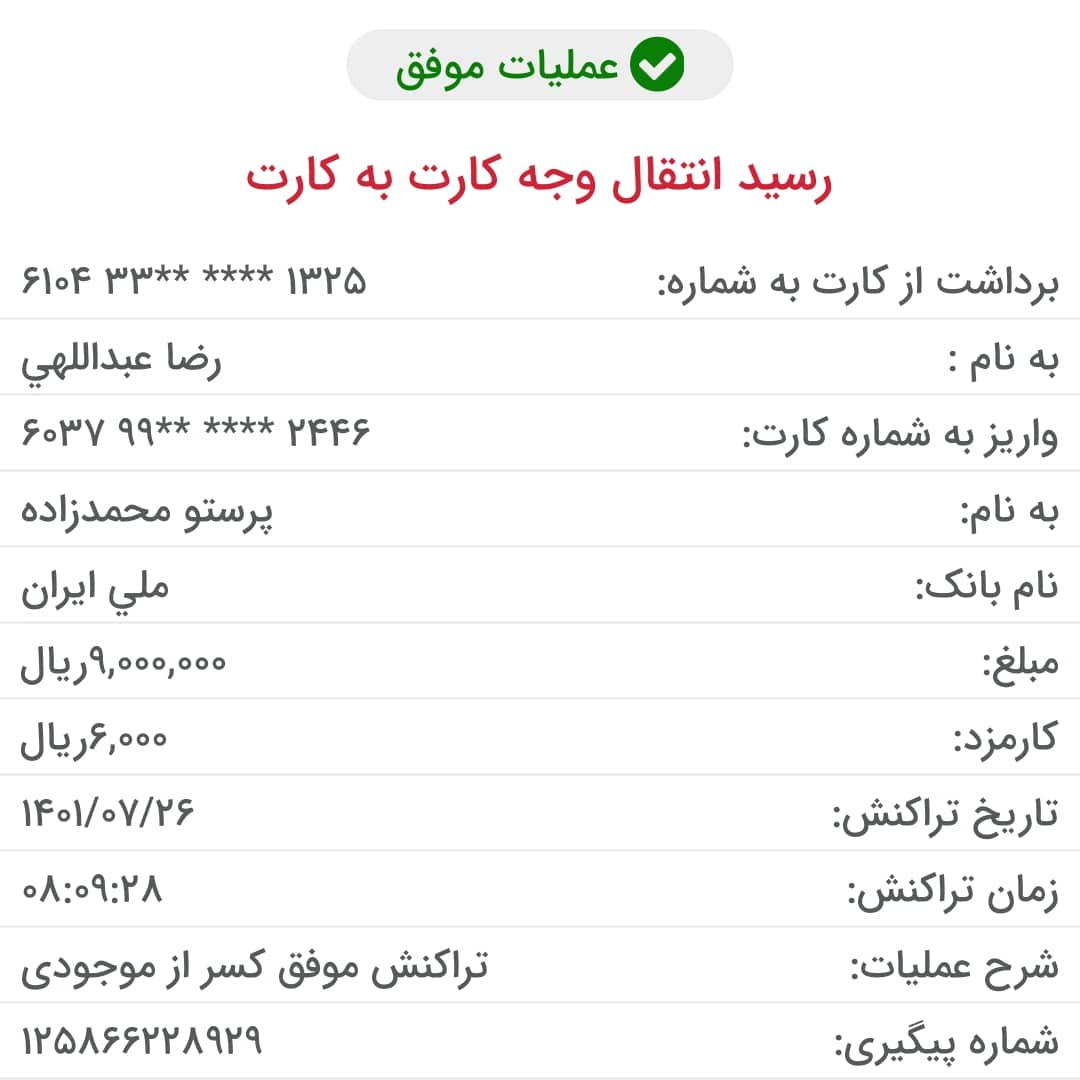 عملیات موفق
رسید انتقال وجه کارت به کارت
برداشت از کارت به شماره: ۶۱۰۴ ۳۳** **** ۱۳۲۵
به نام : رضا عبداللهي
واریز به شماره کارت: ۶۰۳۷ ۹۹** **** ۲۴۴۶
به نام: پرستو محمدزاده
نام بانک: ملي ایران
مبلغ: ۹,۰۰۰,۰۰۰ریال
کارمزد: ۶,۰۰۰ریال
تاریخ تراکنش: ۱۴۰۱/۰۷/۲۶
زمان تراکنش: ۰۸:۰۹:۲۸
شرح عملیات: تراکنش موفق کسر از موجودی
شماره پیگیری: ۱۲۵۸۶۶۲۲۸۹۲۹